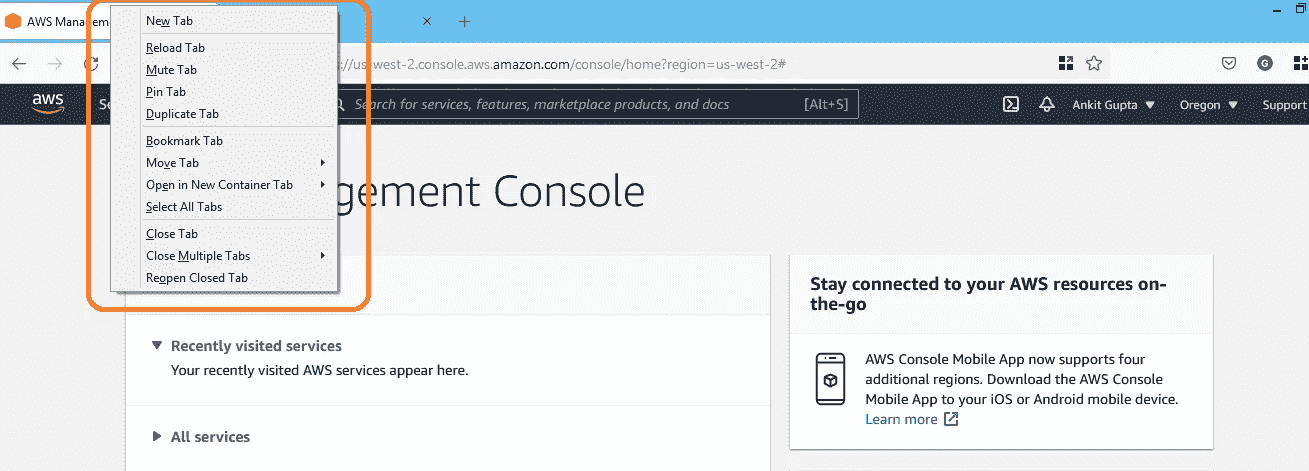 AWS Managem
New Tab
Reload Tab
Mute Tab
Pin Tab
Duplicate Tab
Bookmark Tab
Move Tab
Open in New Container Tab
Select All Tabs
Close Tab
Close Multiple Tabs
Reopen Closed Tab
://us-west-2.console.aws.amazon.com/console/home?region=us-west-2#
G
aws
Se
Search for services, features, marketplace products, and docs
[Alt+S]
Ankit Gupta
Oregon
Support
gement Console
Recently visited services
Your recently visited AWS services appear here.
All services
Stay connected to your AWS resources on-
the-go
AWS Console Mobile App now supports four
additional regions. Download the AWS Console
Mobile App to your iOS or Android mobile device.
Learn more